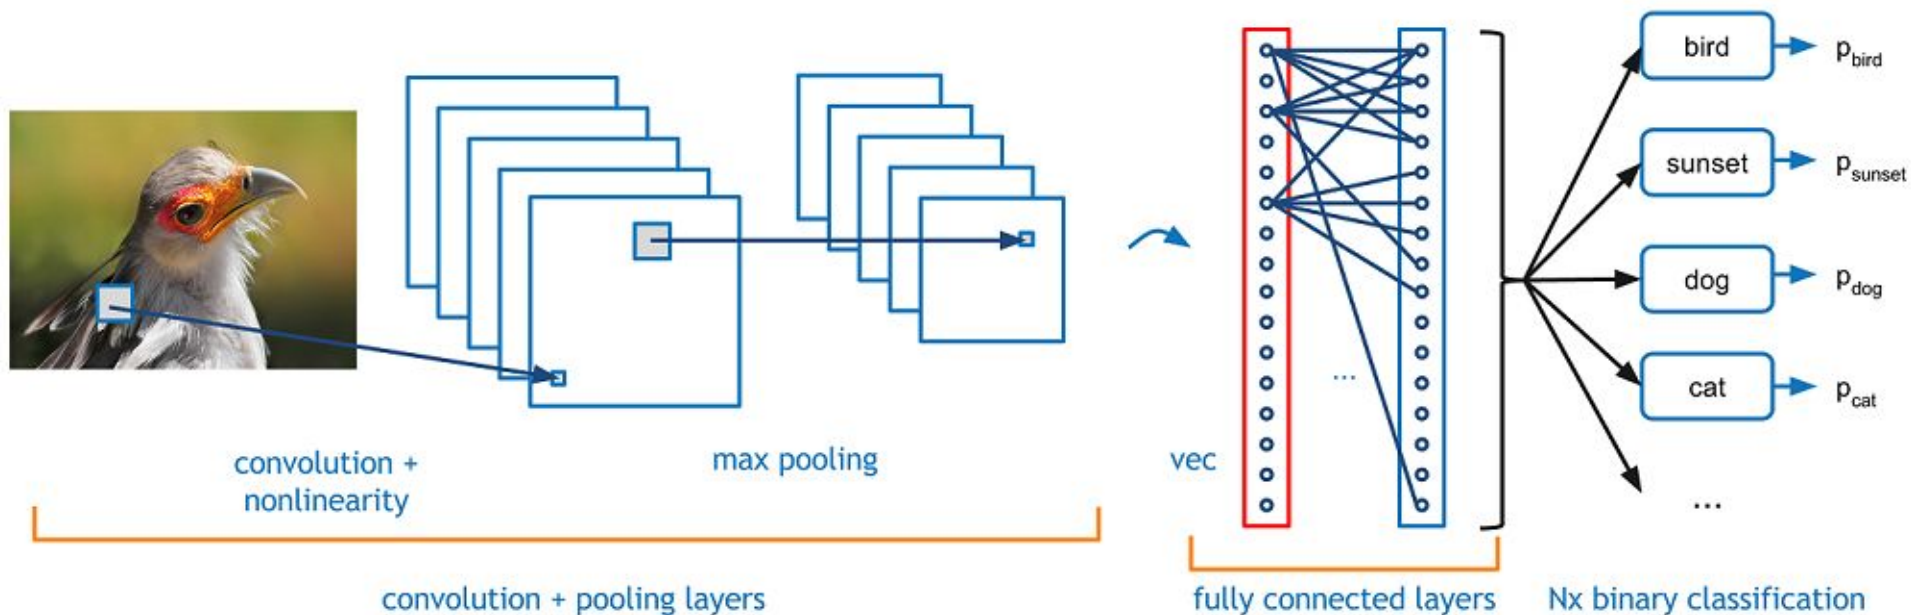 bird
p_bird
sunset
p_sunset
dog
p_dog
...
cat
p_cat
convolution +
nonlinearity
max pooling
vec
...
convolution + pooling layers
fully connected layers
Nx binary classification